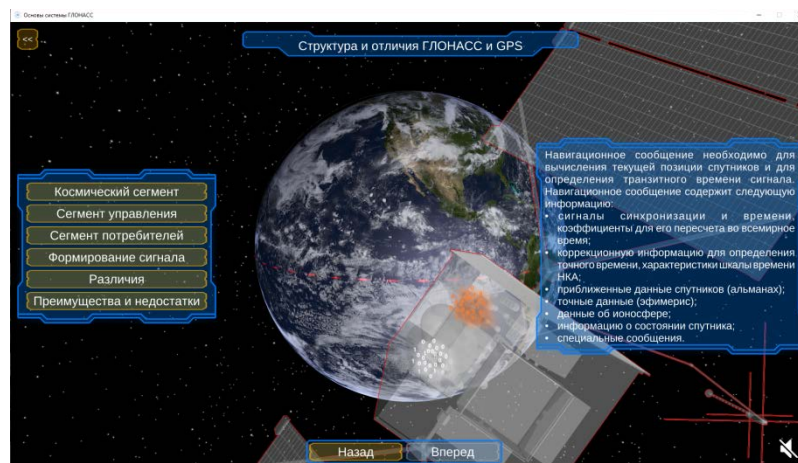 Основы системы ГЛОНАСС
<<
Структура и отличия ГЛОНАСС и GPS
Космический сегмент
Сегмент управления
Сегмент потребителей
Формирование сигнала
Различия
Преимущества и недостатки
Навигационное сообщение необходимо для
вычисления текущей позиции спутников и для
определения транзитного времени сигнала.
Навигационное сообщение содержит следующую
информацию:
• сигналы синхронизации и времени,
коэффициенты для его пересчета во всемирное
время;
• коррекционную информацию для определения
точного времени, характеристики шкалы времени
НКА;
• приближенные данные спутников (альманах);
• точные данные (эфимерис);
• данные об ионосфере;
• информацию о состоянии спутника;
• специальные сообщения.
Назад
Вперед